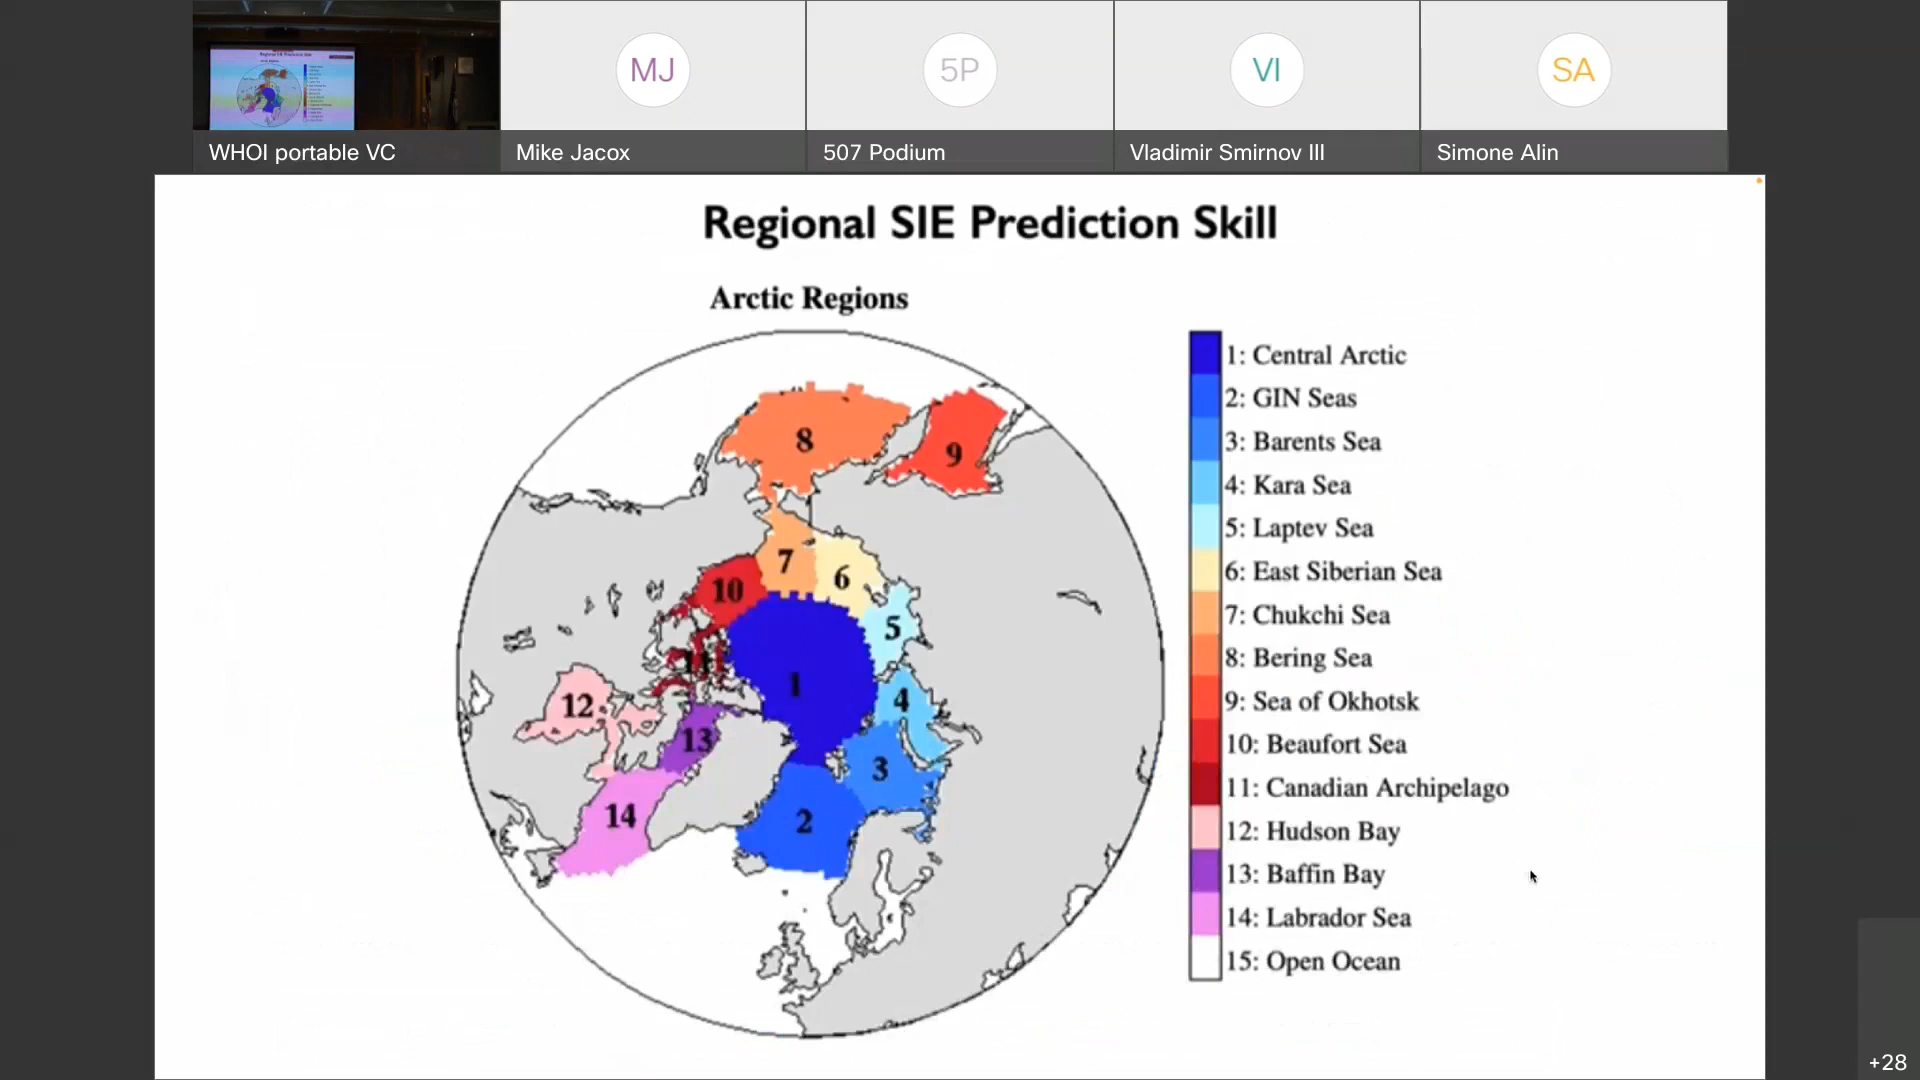 MJ
5P
VI
SA
WHOI portable VC
Mike Jacox
507 Podium
Vladimir Smirnov III
Simone Alin
Regional SIE Prediction Skill
Arctic Regions
8
9
7
6
10
5
11
1
12
4
13
3
14
2
1: Central Arctic
2: GIN Seas
3: Barents Sea
4: Kara Sea
5: Laptev Sea
6: East Siberian Sea
7: Chukchi Sea
8: Bering Sea
9: Sea of Okhotsk
10: Beaufort Sea
11: Canadian Archipelago
12: Hudson Bay
13: Baffin Bay
14: Labrador Sea
15: Open Ocean
+28